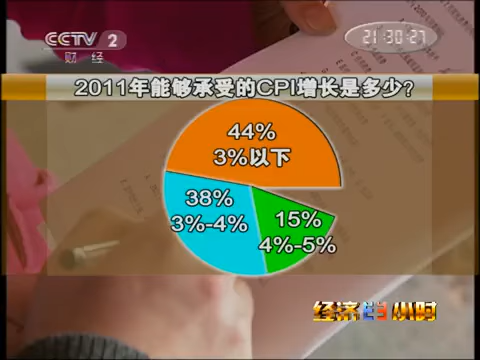 CCTV 2
财 经
21:30:27
2011年能够承受的CPI增长是多少?
44%
3%以下
38%
3%-4%
15%
4%-5%
经济半小时